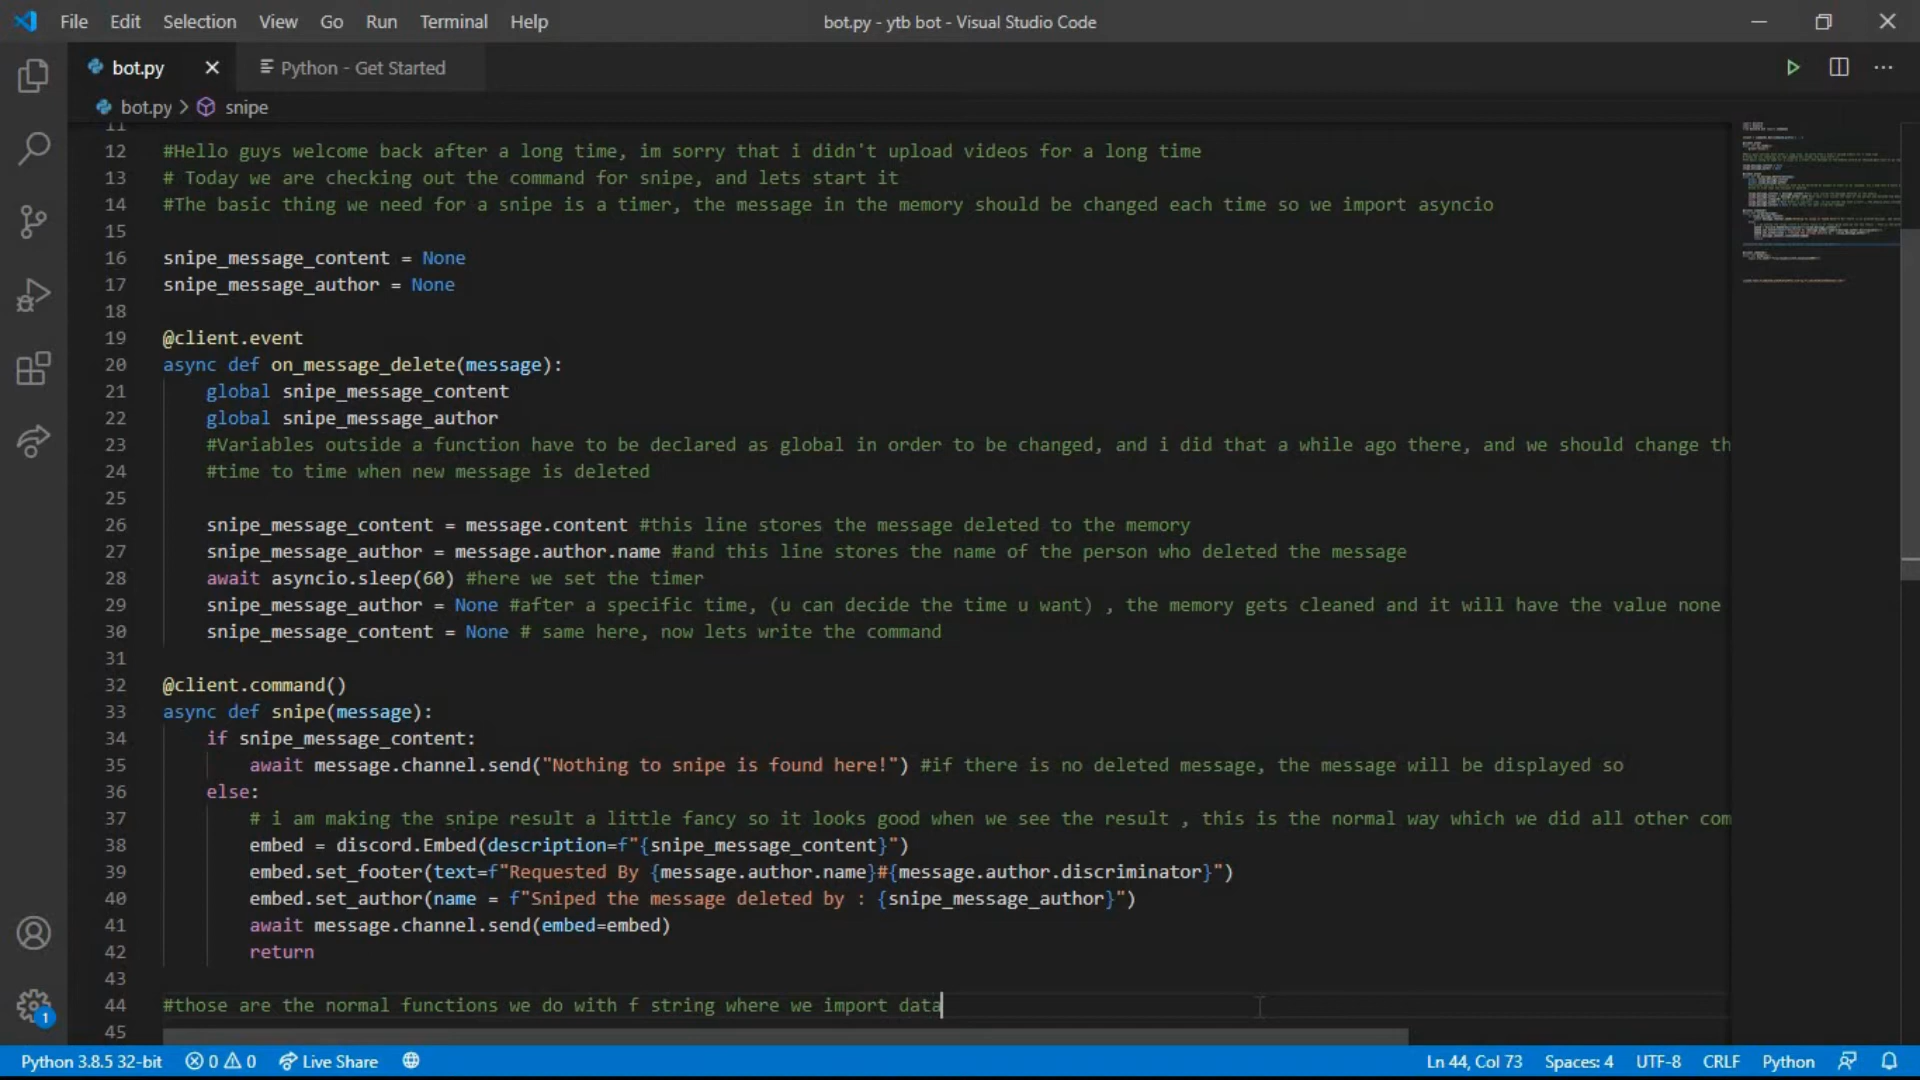 File Edit Selection View Go Run Terminal Help
bot.py - ytb bot - Visual Studio Code
bot.py Python - Get Started
bot.py > snipe
11
12 #Hello guys welcome back after a long time, im sorry that i didn't upload videos for a long time
13 # Today we are checking out the command for snipe, and lets start it
14 #The basic thing we need for a snipe is a timer, the message in the memory should be changed each time so we import asyncio
15
16 snipe_message_content = None
17 snipe_message_author = None
18
19 @client.event
20 async def on_message_delete(message):
21 global snipe_message_content
22 global snipe_message_author
23 #Variables outside a function have to be declared as global in order to be changed, and i did that a while ago there, and we should change th
24 #time to time when new message is deleted
25
26 snipe_message_content = message.content #this line stores the message deleted to the memory
27 snipe_message_author = message.author.name #and this line stores the name of the person who deleted the message
28 await asyncio.sleep(60) #here we set the timer
29 snipe_message_author = None #after a specific time, (u can decide the time u want) , the memory gets cleaned and it will have the value none
30 snipe_message_content = None # same here, now lets write the command
31
32 @client.command()
33 async def snipe(message):
34 if snipe_message_content:
35 await message.channel.send("Nothing to snipe is found here!") #if there is no deleted message, the message will be displayed so
36 else:
37 # i am making the snipe result a little fancy so it looks good when we see the result , this is the normal way which we did all other com
38 embed = discord.Embed(description=f"{snipe_message_content}")
39 embed.set_footer(text=f"Requested By {message.author.name}#{message.author.discriminator}")
40 embed.set_author(name = f"Sniped the message deleted by : {snipe_message_author}")
41 await message.channel.send(embed=embed)
42 return
43
44 #those are the normal functions we do with f string where we import data
45
1
Python 3.8.5 32-bit 0 0 Live Share Ln 44, Col 73 Spaces: 4 UTF-8 CRLF Python